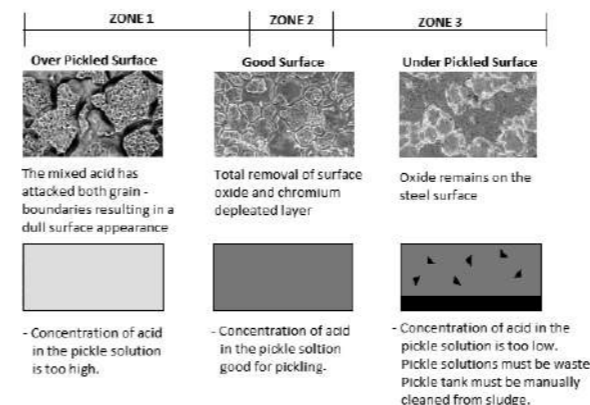 ZONE 1
ZONE 2
ZONE 3
Over Pickled Surface
The mixed acid has
attacked both grain -
boundaries resulting in a
dull surface appearance
Good Surface
Total removal of surface
oxide and chromium
depleated layer
Under Pickled Surface
Oxide remains on the
steel surface
- Concentration of acid
in the pickle solution
is too high.
- Concentration of acid
in the pickle soltion
good for pickling.
- Concentration of acid in the
pickle solution is too low.
Pickle solutions must be waste
Pickle tank must be manually
cleaned from sludge.